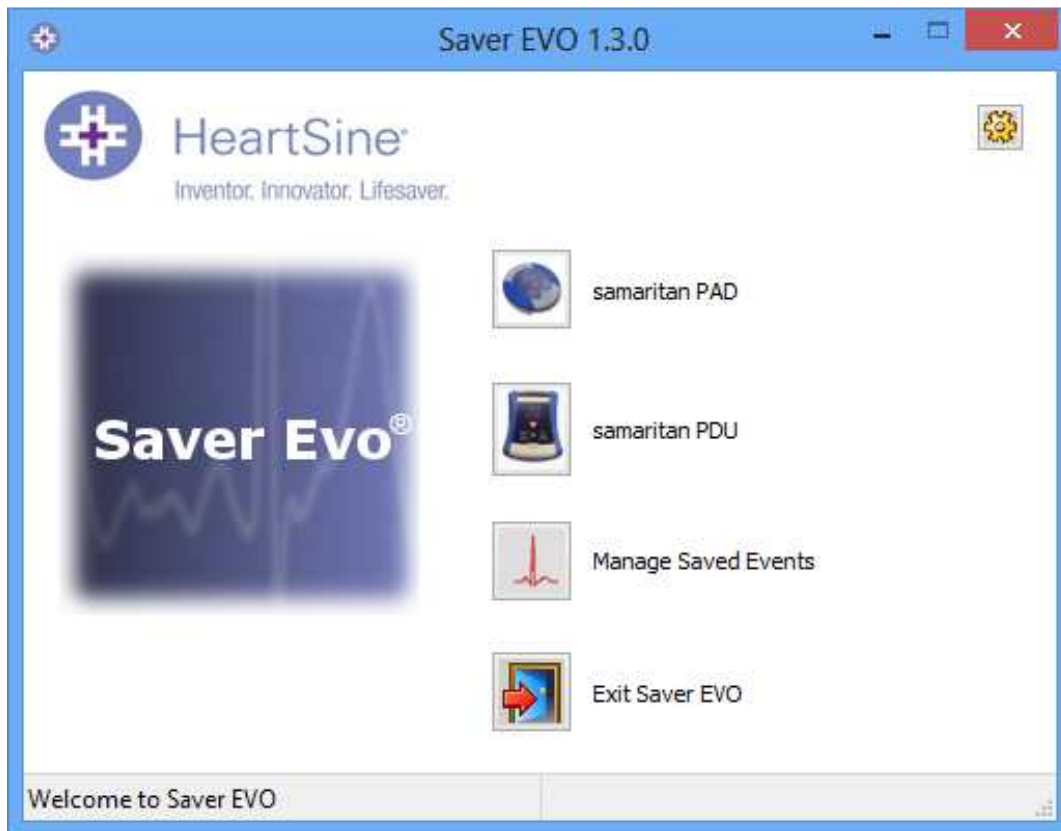 Saver EVO 1.3.0
HeartSine®
Inventor. Innovator. Lifesaver.
samaritan PAD
samaritan PDU
Saver Evo®
Manage Saved Events
Exit Saver EVO
Welcome to Saver EVO